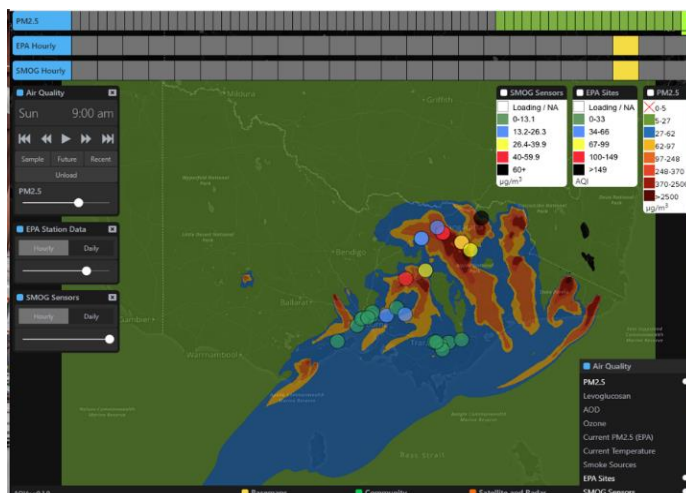 PM2.5
EPA Hourly
SMOG Hourly
Air Quality
Sun 9:00 am
Sample Future Recent
Unload
PM2.5
EPA Station Data
Hourly Daily
SMOG Sensors
Hourly Daily
SMOG Sensors
Loading / NA
0-13.1
13.2-26.3
26.4-39.9
40-59.9
60+
µg/m³
EPA Sites
Loading / NA
0-33
34-66
67-99
100-149
>149
AQI
PM2.5
0-5
5-27
27-62
62-97
97-248
248-370
370-2500
>2500
µg/m³
Mildura
Griffith
Bendigo
Ballarat
Warrnambool
Bass Strait
Air Quality
PM2.5
Levoglucosan
AOD
Ozone
Current PM2.5 (EPA)
Current Temperature
Smoke Sources
EPA Sites
SMOG Sensors
Basemaps
Community
Satellite and Radar